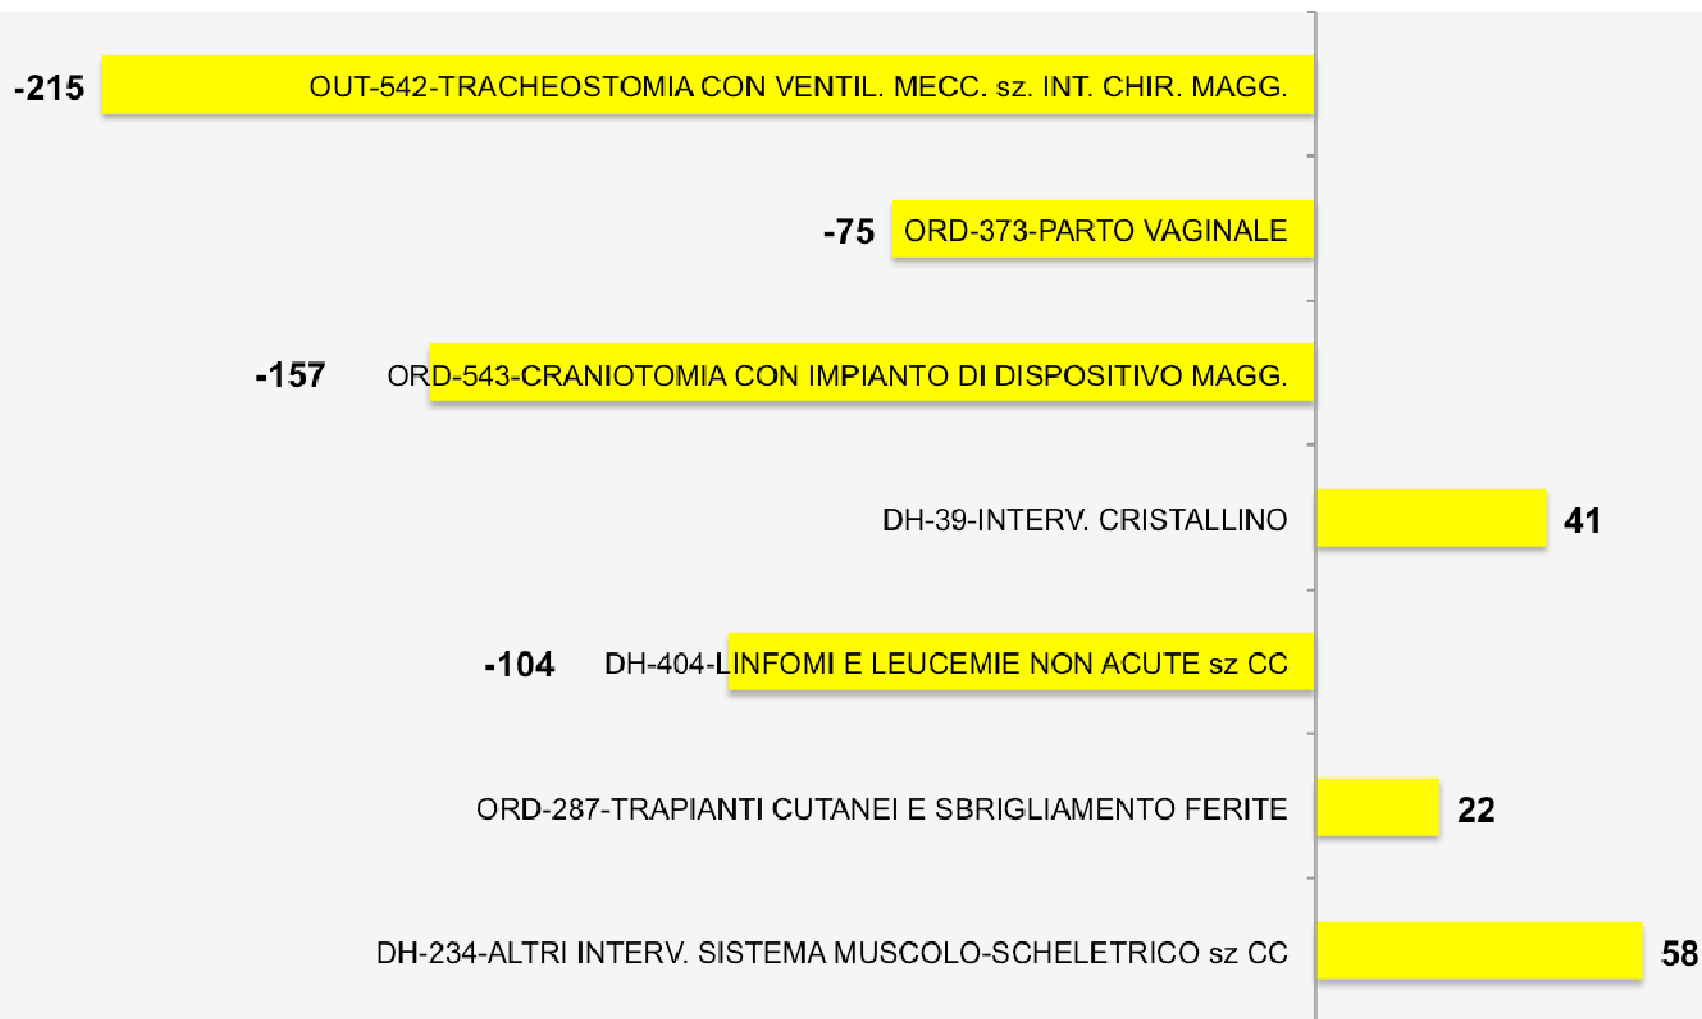 -215 OUT-542-TRACHEOSTOMIA CON VENTIL. MECC. sz. INT. CHIR. MAGG.
-75 ORD-373-PARTO VAGINALE
-157 ORD-543-CRANIOTOMIA CON IMPIANTO DI DISPOSITIVO MAGG.
DH-39-INTERV. CRISTALLINO 41
-104 DH-404-LINFOMI E LEUCEMIE NON ACUTE sz CC
ORD-287-TRAPIANTI CUTANEI E SBRIGLIAMENTO FERITE 22
DH-234-ALTRI INTERV. SISTEMA MUSCOLO-SCHELETRICO sz CC 58